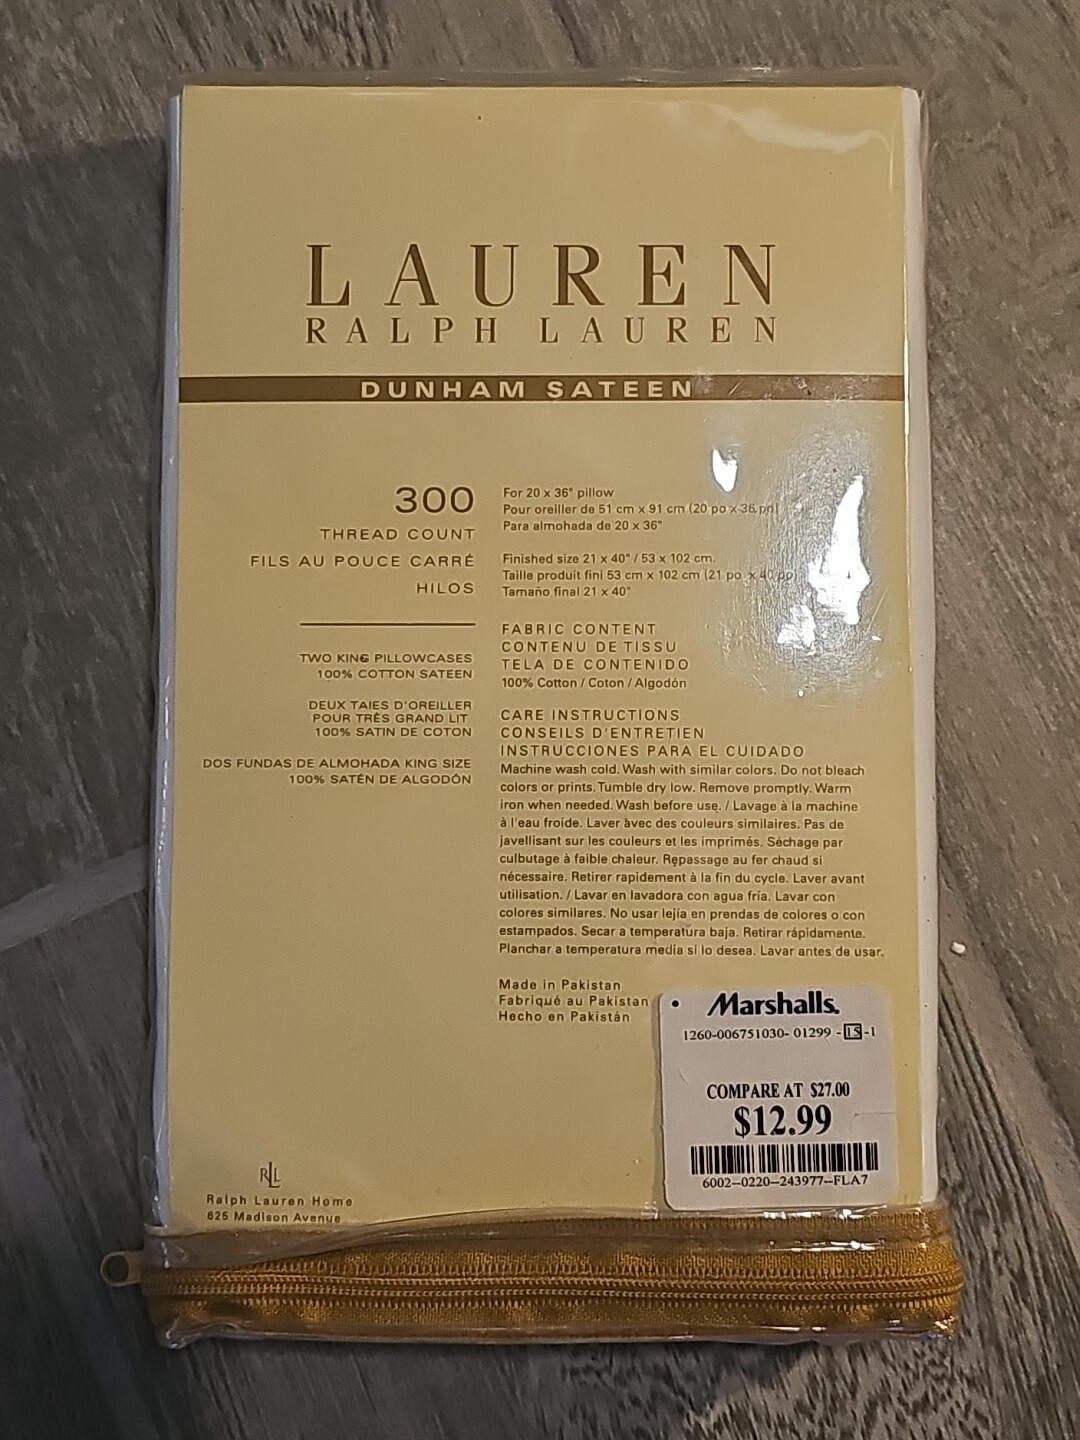 LAUREN
RALPH LAUREN
DUNHAM SATEEN
300
THREAD COUNT
FILS AU POUCE CARRÉ
HILOS
TWO KING PILLOWCASES
100% COTTON SATEEN
DEUX TAIES D'OREILLER
POUR TRÈS GRAND LIT
100% SATIN DE COTON
DOS FUNDAS DE ALMOHADA KING SIZE
100% SATÉN DE ALGODÓN
For 20 x 36" pillow
Pour oreiller de 51 cm x 91 cm (20 po x 36 po)
Para almohada de 20 x 36"
Finished size 21 x 40" / 53 x 102 cm.
Taille produit fini 53 cm x 102 cm (21 po x 40 po)
Tamaño final 21 x 40"
FABRIC CONTENT
CONTENU DE TISSU
TELA DE CONTENIDO
100% Cotton / Coton / Algodón
CARE INSTRUCTIONS
CONSEILS D'ENTRETIEN
INSTRUCCIONES PARA EL CUIDADO
Machine wash cold. Wash with similar colors. Do not bleach
colors or prints. Tumble dry low. Remove promptly. Warm
iron when needed. Wash before use. / Lavage à la machine
à l'eau froide. Laver avec des couleurs similaires. Pas de
javellisant sur les couleurs et les imprimés. Séchage par
culbutage à faible chaleur. Repassage au fer chaud si
nécessaire. Retirer rapidement à la fin du cycle. Laver avant
utilisation. / Lavar en lavadora con agua fría. Lavar con
colores similares. No usar lejia en prendas de colores o con
estampados. Secar a temperatura baja. Retirar rápidamente.
Planchar a temperatura media si lo desea. Lavar antes de usar.
Made in Pakistan
Fabriqué au Pakistan
Hecho en Pakistán
Marshalls.
1260-006751030- 01299 -15-1
COMPARE AT $27.00
$12.99
6002-0220-243977-FLA7
RLL
Ralph Lauren Home
625 Madison Avenue